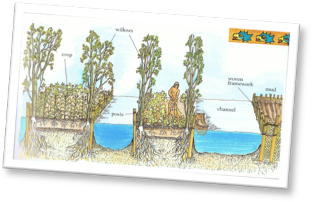 willows
crop
woven
framework
mud
posts
channel